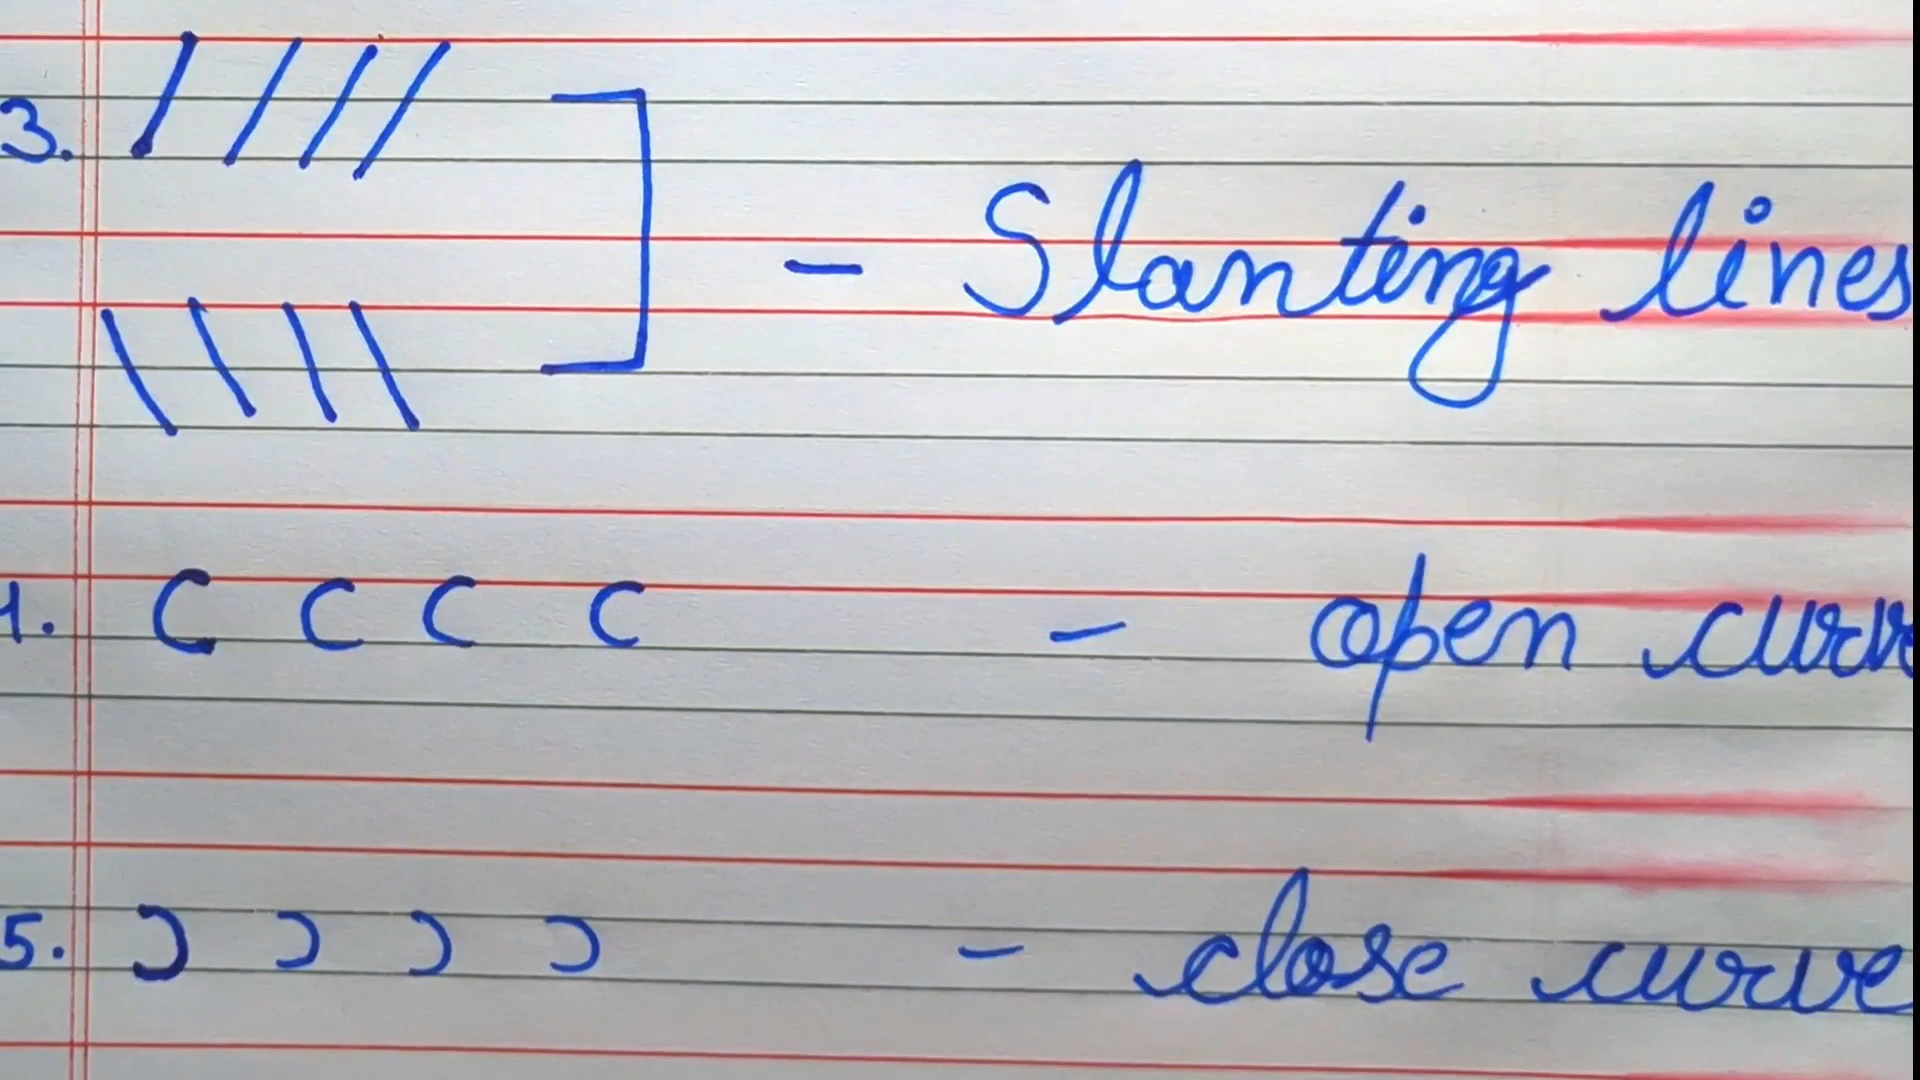 3. //// \\\\ ] - Slanting lines
4. C C C C - open curve
5. Ɔ Ɔ Ɔ Ɔ - close curve